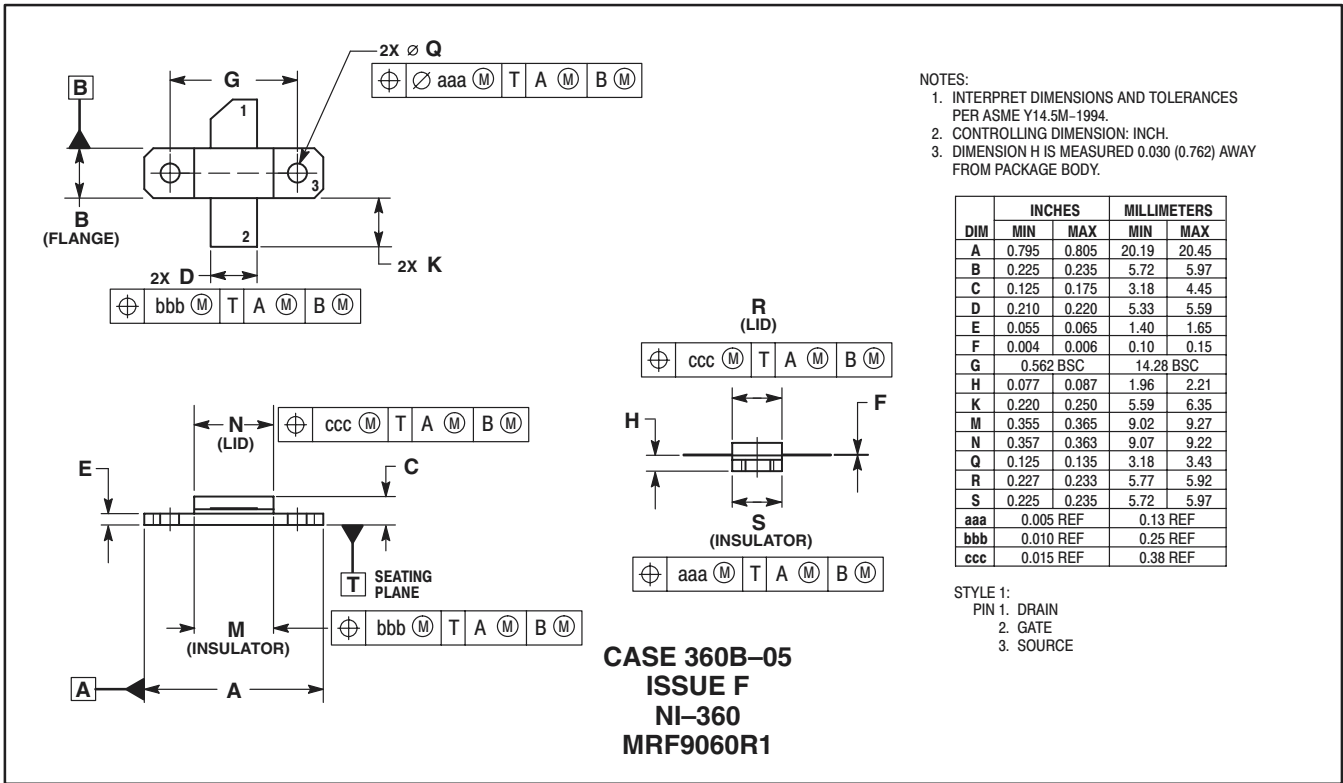 2X ⌀ Q
⌖ ⌀ aaa Ⓜ T A Ⓜ B Ⓜ
G
B
1
3
B
(FLANGE)
2
2X K
2X D
⌖ bbb Ⓜ T A Ⓜ B Ⓜ
N
(LID)
⌖ ccc Ⓜ T A Ⓜ B Ⓜ
E
C
T SEATING
PLANE
M
(INSULATOR)
⌖ bbb Ⓜ T A Ⓜ B Ⓜ
A
A
R
(LID)
⌖ ccc Ⓜ T A Ⓜ B Ⓜ
H
F
S
(INSULATOR)
⌖ aaa Ⓜ T A Ⓜ B Ⓜ
CASE 360B–05
ISSUE F
NI–360
MRF9060R1
NOTES:
1. INTERPRET DIMENSIONS AND TOLERANCES
PER ASME Y14.5M–1994.
2. CONTROLLING DIMENSION: INCH.
3. DIMENSION H IS MEASURED 0.030 (0.762) AWAY
FROM PACKAGE BODY.
INCHES MILLIMETERS
DIM MIN MAX MIN MAX
A 0.795 0.805 20.19 20.45
B 0.225 0.235 5.72 5.97
C 0.125 0.175 3.18 4.45
D 0.210 0.220 5.33 5.59
E 0.055 0.065 1.40 1.65
F 0.004 0.006 0.10 0.15
G 0.562 BSC 14.28 BSC
H 0.077 0.087 1.96 2.21
K 0.220 0.250 5.59 6.35
M 0.355 0.365 9.02 9.27
N 0.357 0.363 9.07 9.22
Q 0.125 0.135 3.18 3.43
R 0.227 0.233 5.77 5.92
S 0.225 0.235 5.72 5.97
aaa 0.005 REF 0.13 REF
bbb 0.010 REF 0.25 REF
ccc 0.015 REF 0.38 REF
STYLE 1:
PIN 1. DRAIN
2. GATE
3. SOURCE